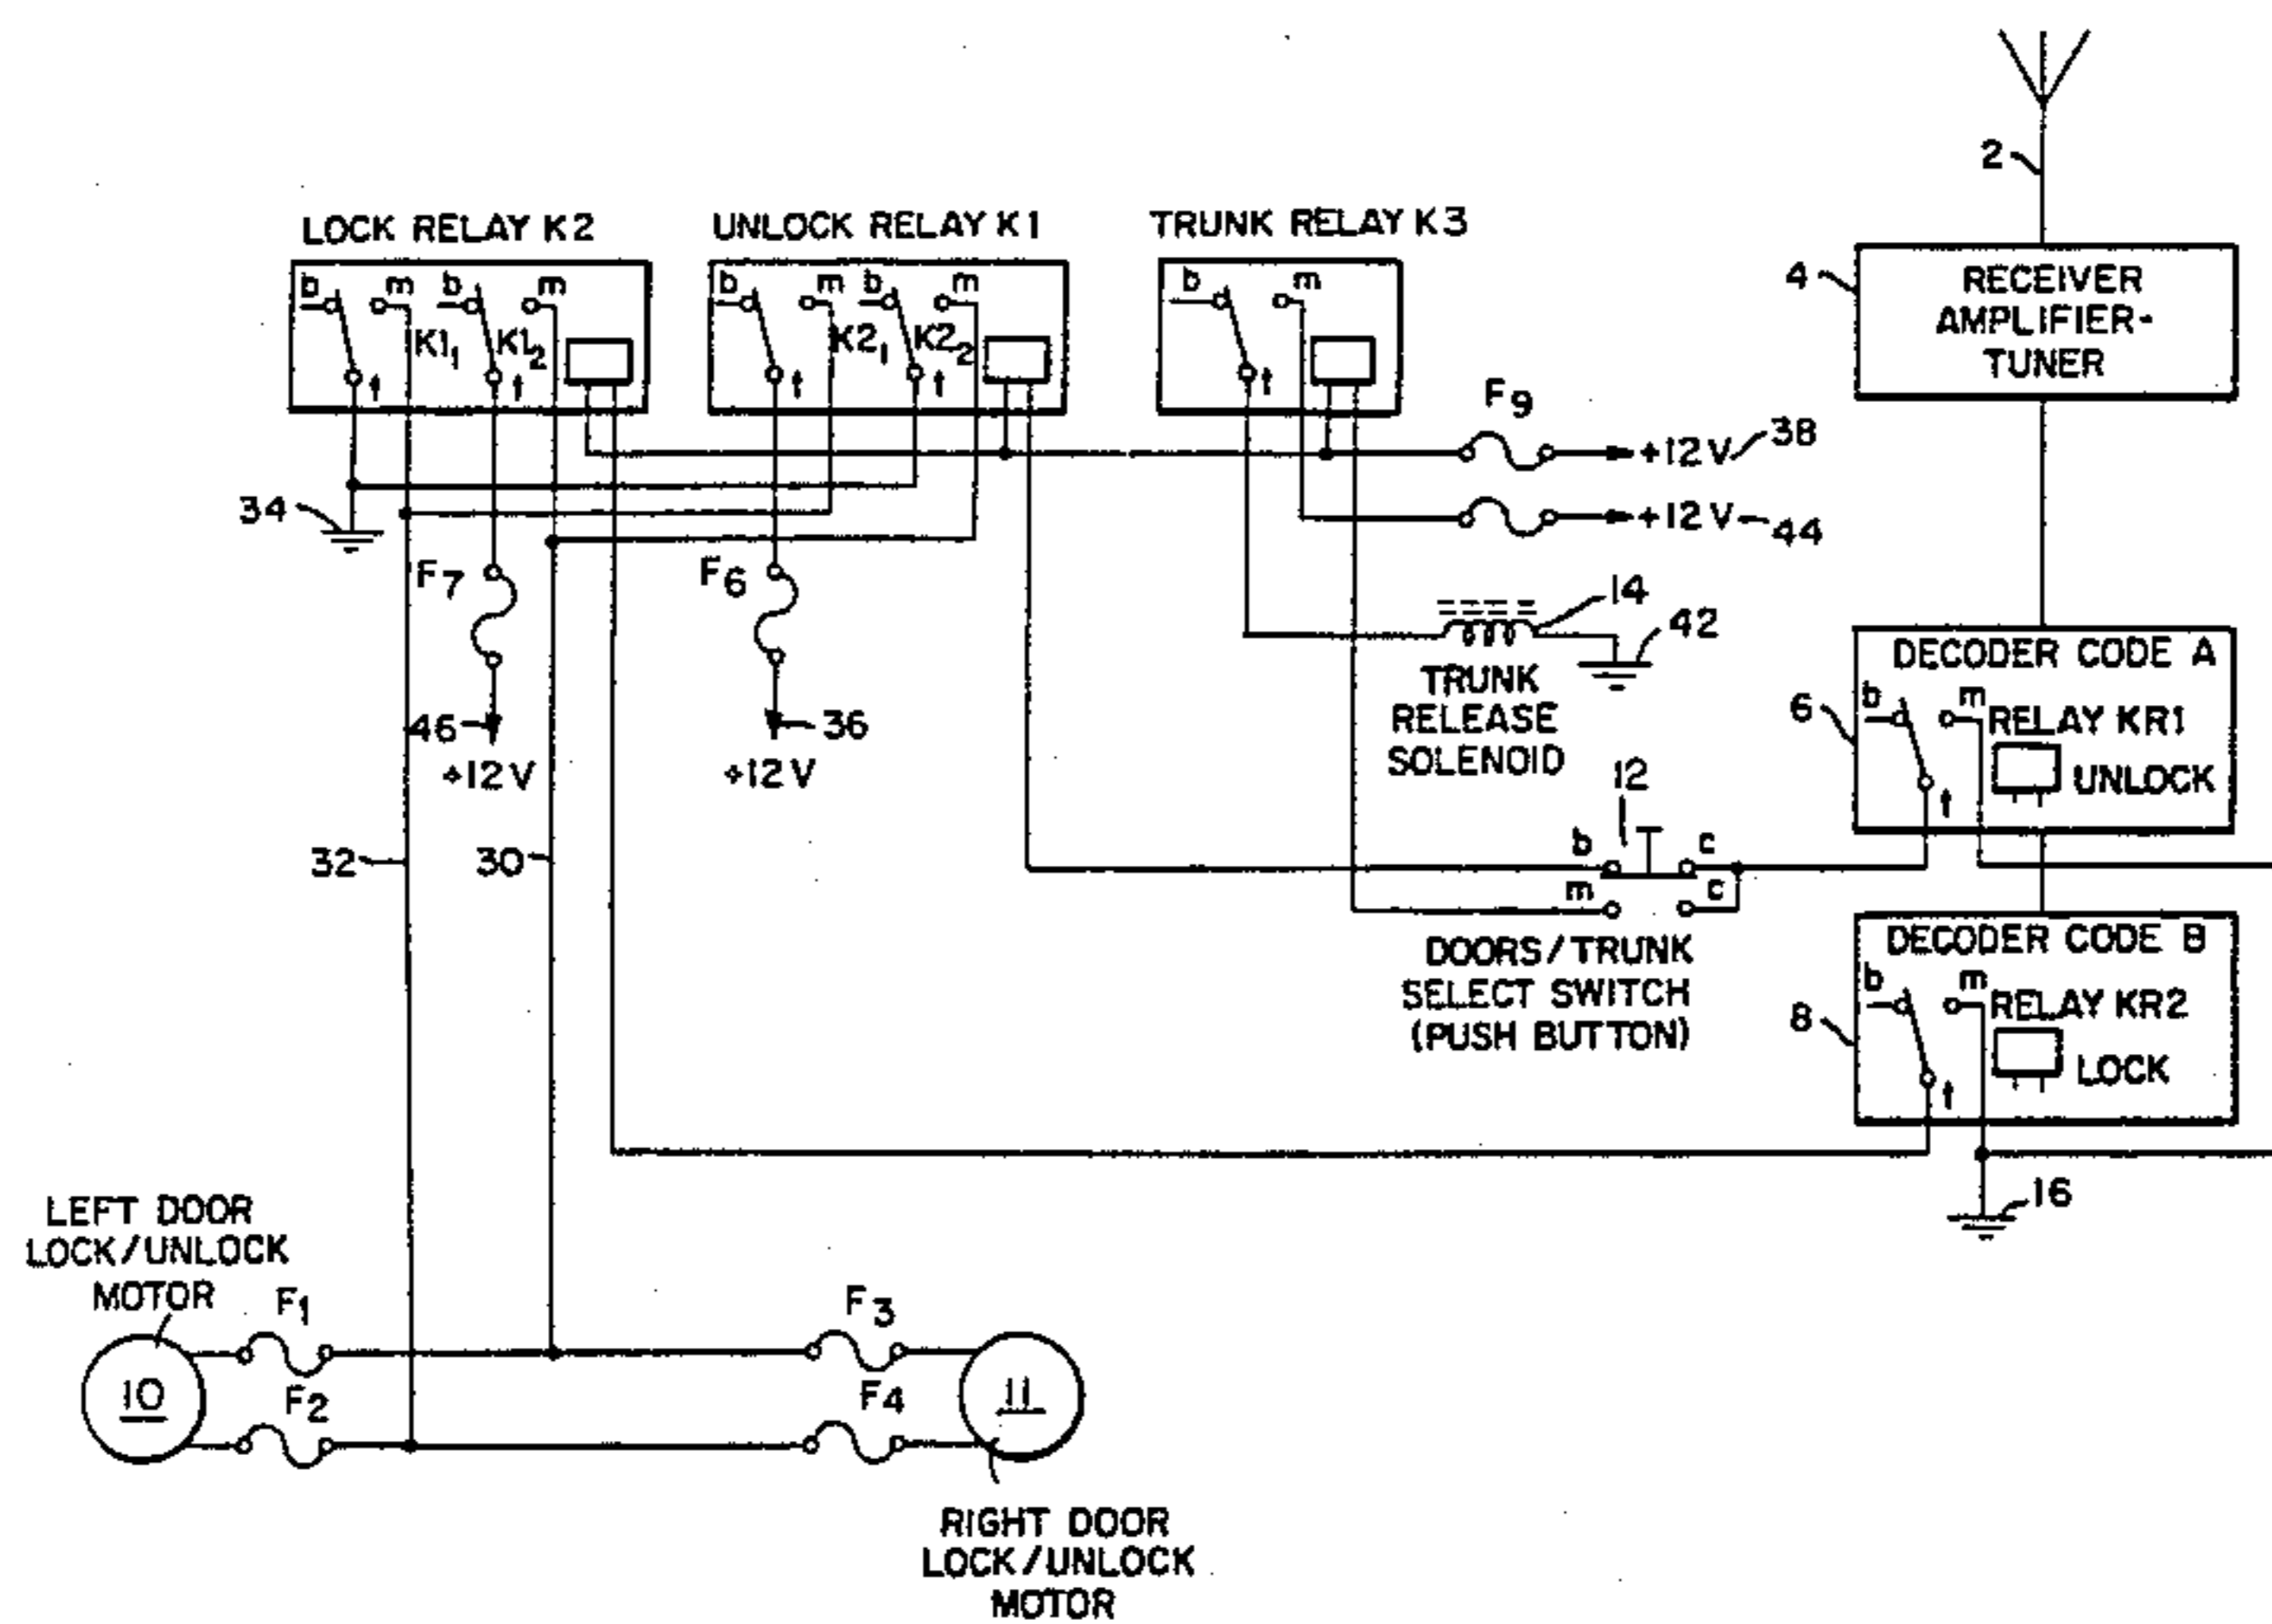 2
LOCK RELAY K2
UNLOCK RELAY K1
TRUNK RELAY K3
4
RECEIVER
AMPLIFIER-
TUNER
b m b m
K1₁ K1₂
t t
b m b m
K2₁ K2₂
t t
b m
t
F9
+12V 38
34
+12V 44
F7
F6
14
42
TRUNK
RELEASE
SOLENOID
46
+12V
36
+12V
DECODER CODE A
6
b m
RELAY KR1
UNLOCK
t
12
32
30
b c
m c
DOORS/TRUNK
SELECT SWITCH
(PUSH BUTTON)
DECODER CODE B
8
b m
RELAY KR2
LOCK
t
16
LEFT DOOR
LOCK/UNLOCK
MOTOR
F1
F3
10
F2
F4
11
RIGHT DOOR
LOCK/UNLOCK
MOTOR